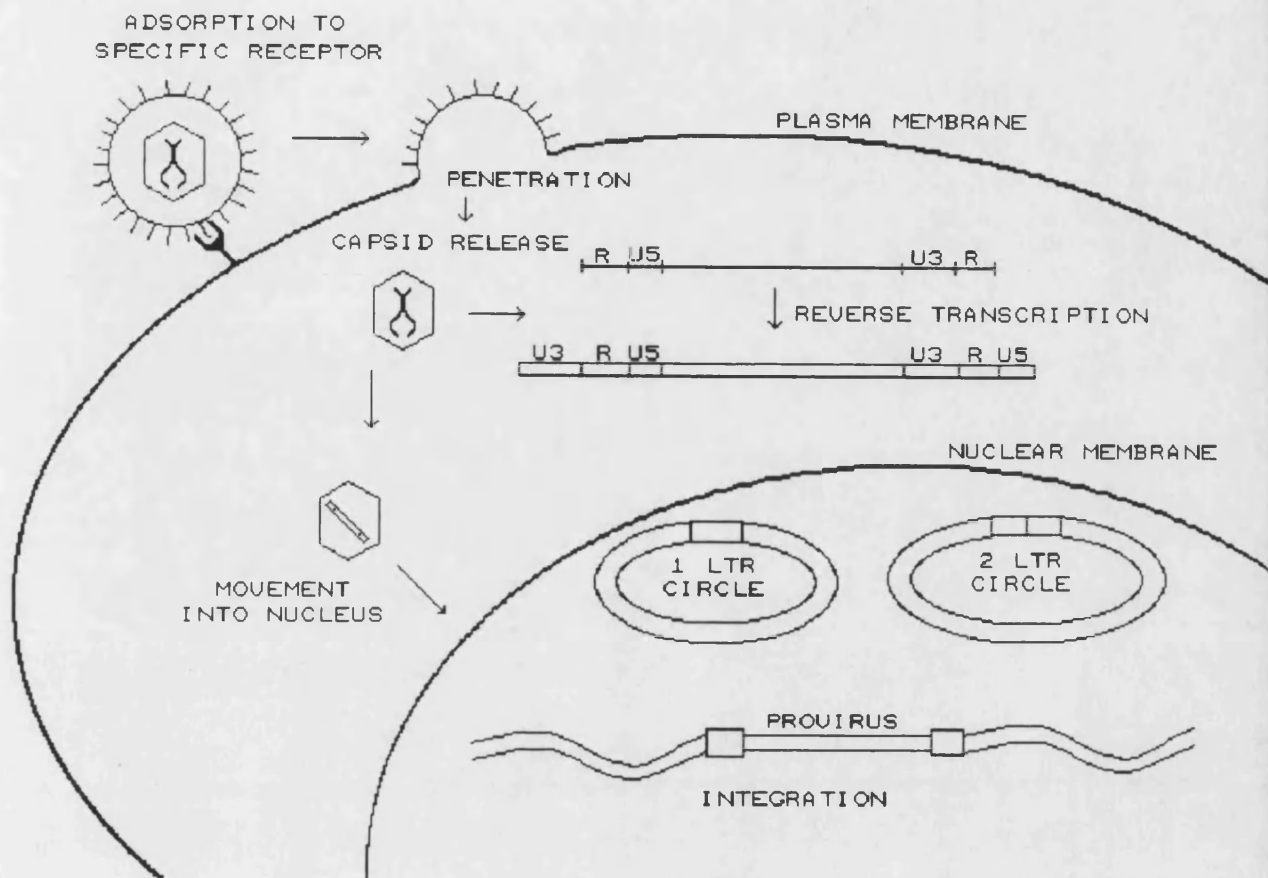 ADSORPTION TO
SPECIFIC RECEPTOR
PLASMA MEMBRANE
PENETRATION
CAPSID RELEASE
R U5 U3 R
REVERSE TRANSCRIPTION
U3 R U5 U3 R U5
NUCLEAR MEMBRANE
1 LTR
CIRCLE
2 LTR
CIRCLE
MOVEMENT
INTO NUCLEUS
PROVIRUS
INTEGRATION